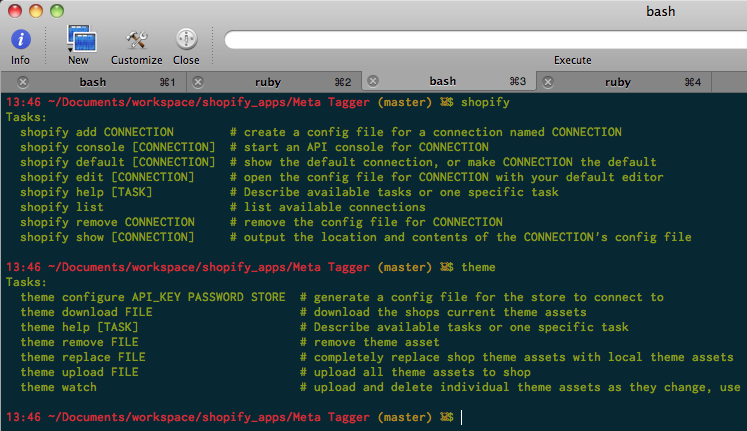 bash
Info
New
Customize
Close
Execute
bash ⌘1
ruby ⌘2
bash ⌘3
ruby ⌘4
13:46 ~/Documents/workspace/shopify_apps/Meta Tagger (master) $ shopify
Tasks:
shopify add CONNECTION # create a config file for a connection named CONNECTION
shopify console [CONNECTION] # start an API console for CONNECTION
shopify default [CONNECTION] # show the default connection, or make CONNECTION the default
shopify edit [CONNECTION] # open the config file for CONNECTION with your default editor
shopify help [TASK] # Describe available tasks or one specific task
shopify list # list available connections
shopify remove CONNECTION # remove the config file for CONNECTION
shopify show [CONNECTION] # output the location and contents of the CONNECTION's config file
13:46 ~/Documents/workspace/shopify_apps/Meta Tagger (master) $ theme
Tasks:
theme configure API_KEY PASSWORD STORE # generate a config file for the store to connect to
theme download FILE # download the shops current theme assets
theme help [TASK] # Describe available tasks or one specific task
theme remove FILE # remove theme asset
theme replace FILE # completely replace shop theme assets with local theme assets
theme upload FILE # upload all theme assets to shop
theme watch # upload and delete individual theme assets as they change, use
13:46 ~/Documents/workspace/shopify_apps/Meta Tagger (master) $